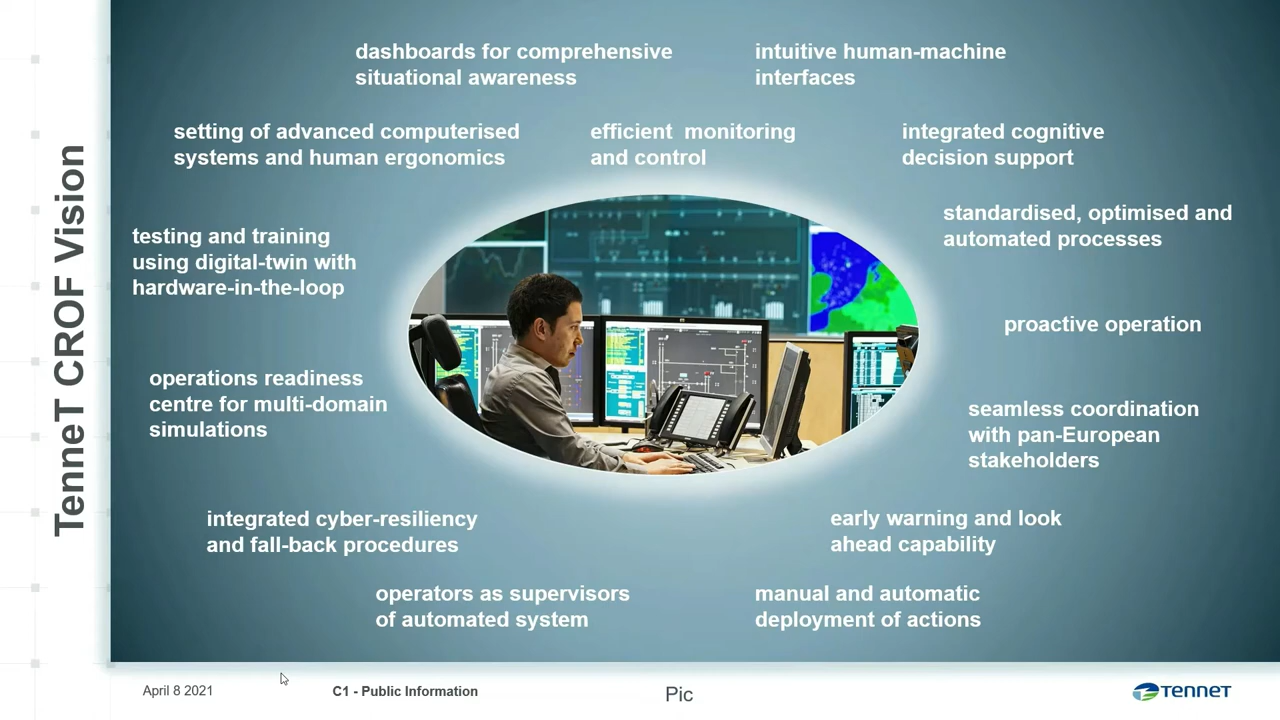 TenneT CROF Vision
dashboards for comprehensive
situational awareness
intuitive human-machine
interfaces
setting of advanced computerised
systems and human ergonomics
efficient monitoring
and control
integrated cognitive
decision support
testing and training
using digital-twin with
hardware-in-the-loop
standardised, optimised and
automated processes
proactive operation
operations readiness
centre for multi-domain
simulations
seamless coordination
with pan-European
stakeholders
integrated cyber-resiliency
and fall-back procedures
early warning and look
ahead capability
operators as supervisors
of automated system
manual and automatic
deployment of actions
April 8 2021
C1 - Public Information
Pic
TenneT